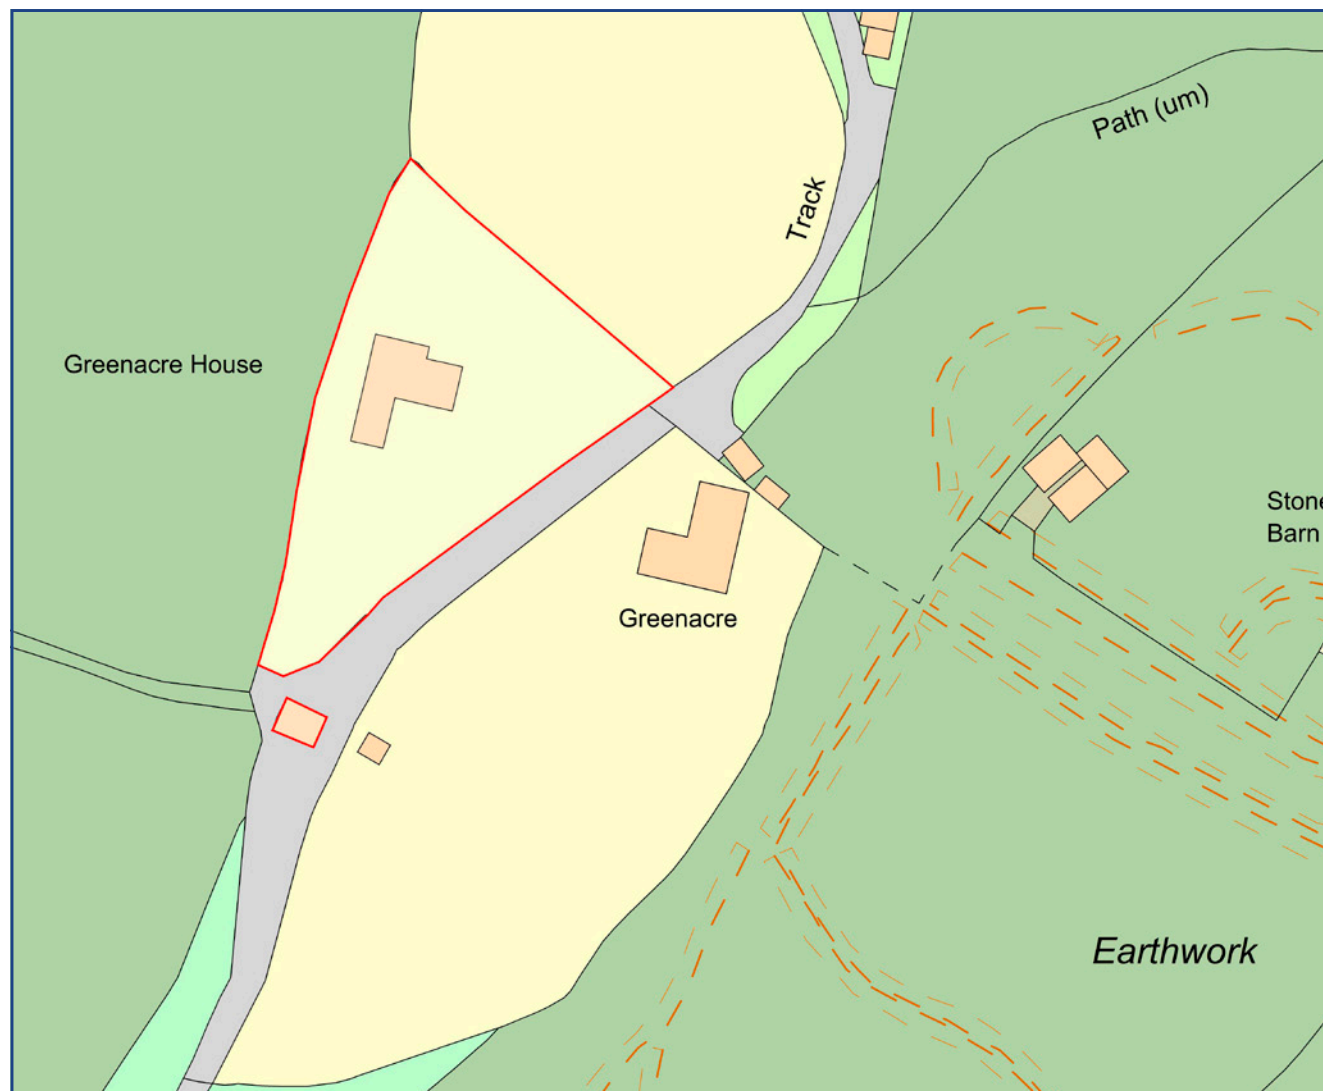 Path (um)
Track
Greenacre House
Stone
Barn
Greenacre
Earthwork